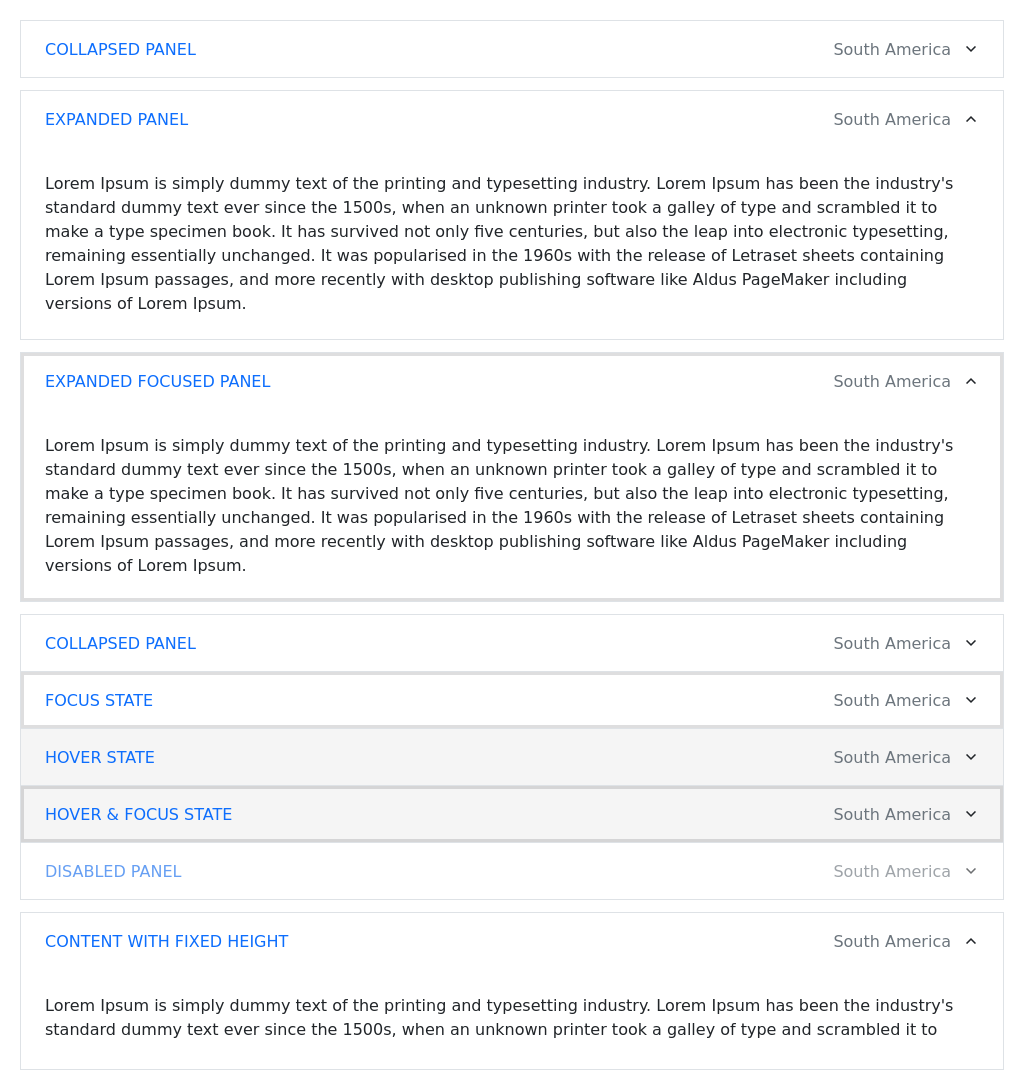 COLLAPSED PANEL South America
EXPANDED PANEL South America
Lorem Ipsum is simply dummy text of the printing and typesetting industry. Lorem Ipsum has been the industry's
standard dummy text ever since the 1500s, when an unknown printer took a galley of type and scrambled it to
make a type specimen book. It has survived not only five centuries, but also the leap into electronic typesetting,
remaining essentially unchanged. It was popularised in the 1960s with the release of Letraset sheets containing
Lorem Ipsum passages, and more recently with desktop publishing software like Aldus PageMaker including
versions of Lorem Ipsum.
EXPANDED FOCUSED PANEL South America
Lorem Ipsum is simply dummy text of the printing and typesetting industry. Lorem Ipsum has been the industry's
standard dummy text ever since the 1500s, when an unknown printer took a galley of type and scrambled it to
make a type specimen book. It has survived not only five centuries, but also the leap into electronic typesetting,
remaining essentially unchanged. It was popularised in the 1960s with the release of Letraset sheets containing
Lorem Ipsum passages, and more recently with desktop publishing software like Aldus PageMaker including
versions of Lorem Ipsum.
COLLAPSED PANEL South America
FOCUS STATE South America
HOVER STATE South America
HOVER & FOCUS STATE South America
DISABLED PANEL South America
CONTENT WITH FIXED HEIGHT South America
Lorem Ipsum is simply dummy text of the printing and typesetting industry. Lorem Ipsum has been the industry's
standard dummy text ever since the 1500s, when an unknown printer took a galley of type and scrambled it to